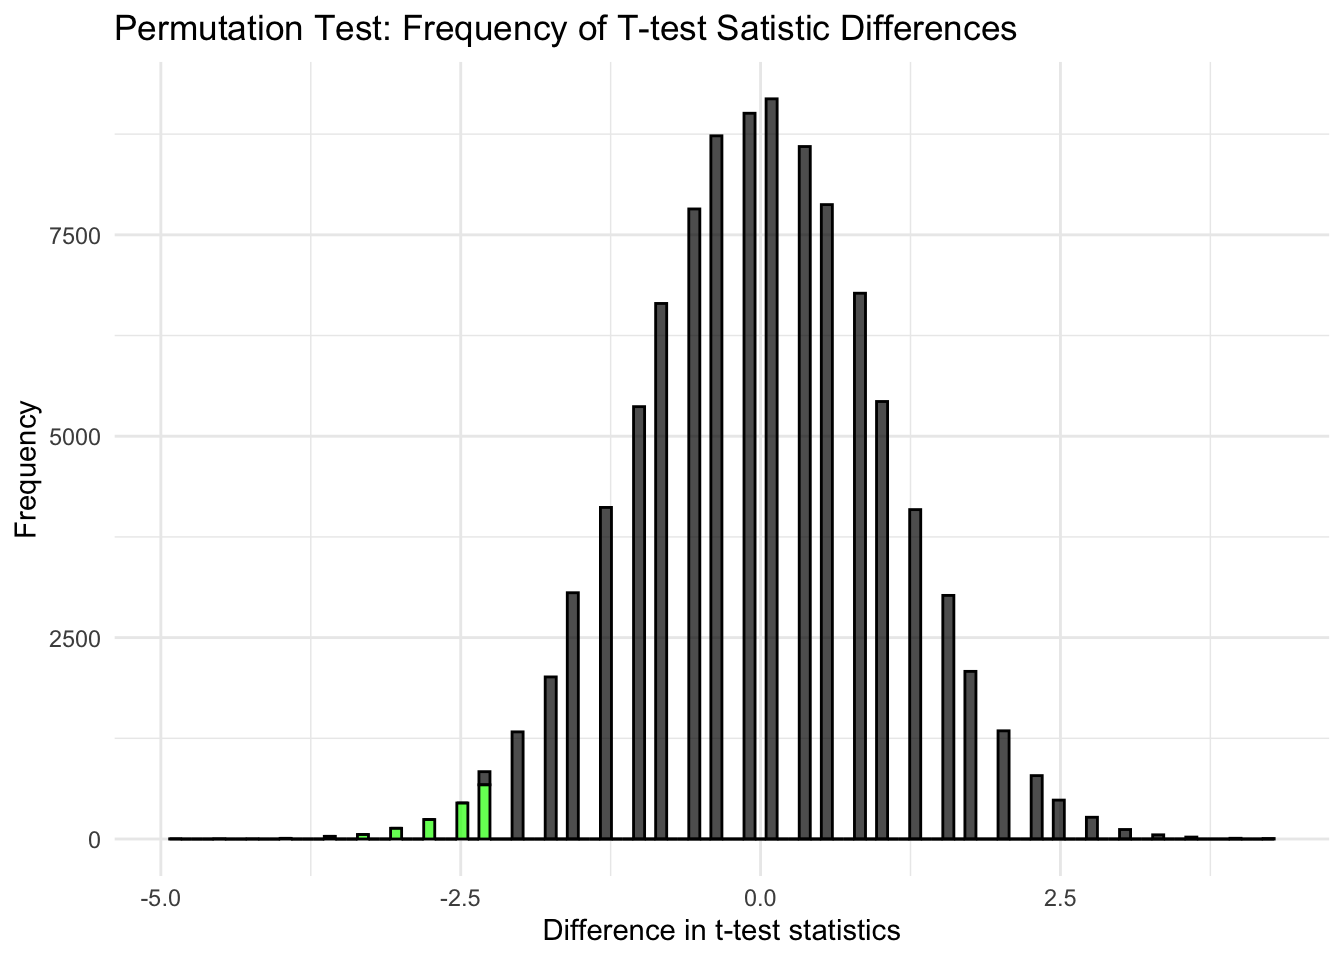 Permutation Test: Frequency of T-test Satistic Differences
Frequency
7500
5000
2500
0
-5.0 -2.5 0.0 2.5
Difference in t-test statistics